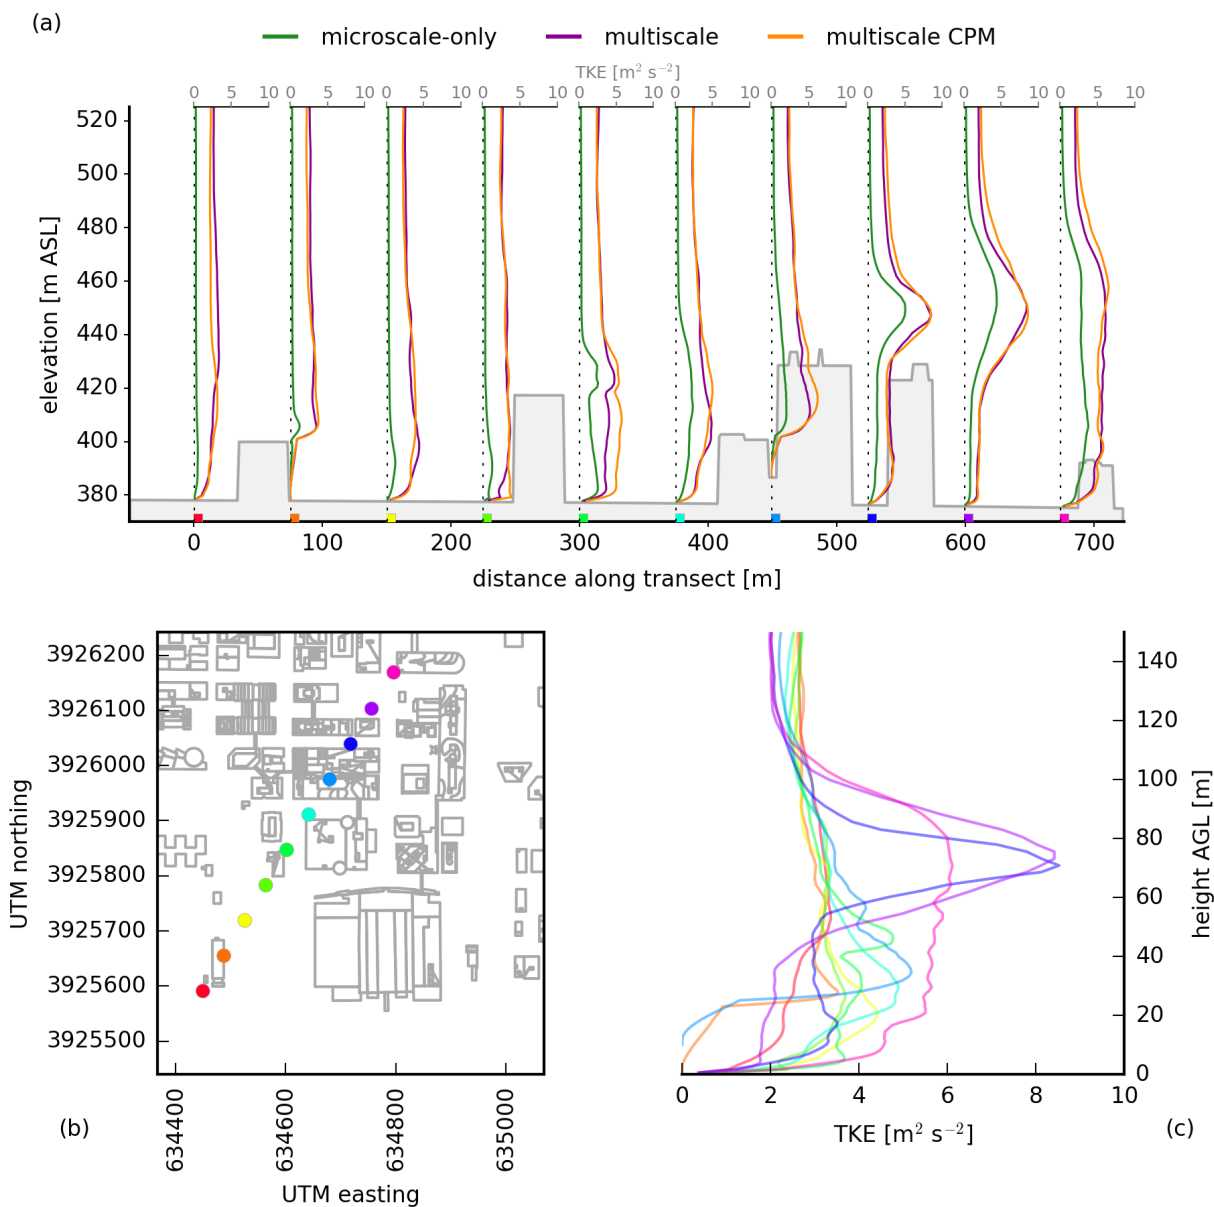 (a)
microscale-only multiscale multiscale CPM
TKE [m² s⁻²]
0 5 10 0 5 10 0 5 10 0 5 10 0 5 10 0 5 10 0 5 10 0 5 10 0 5 10 0 5 10
520
500
480
460
440
420
400
380
elevation [m ASL]
0 100 200 300 400 500 600 700
distance along transect [m]
3926200
3926100
3926000
3925900
3925800
3925700
3925600
3925500
UTM northing
634400 634600 634800 635000
UTM easting
(b)
140
120
100
80
60
40
20
0
height AGL [m]
0 2 4 6 8 10
TKE [m² s⁻²]
(c)